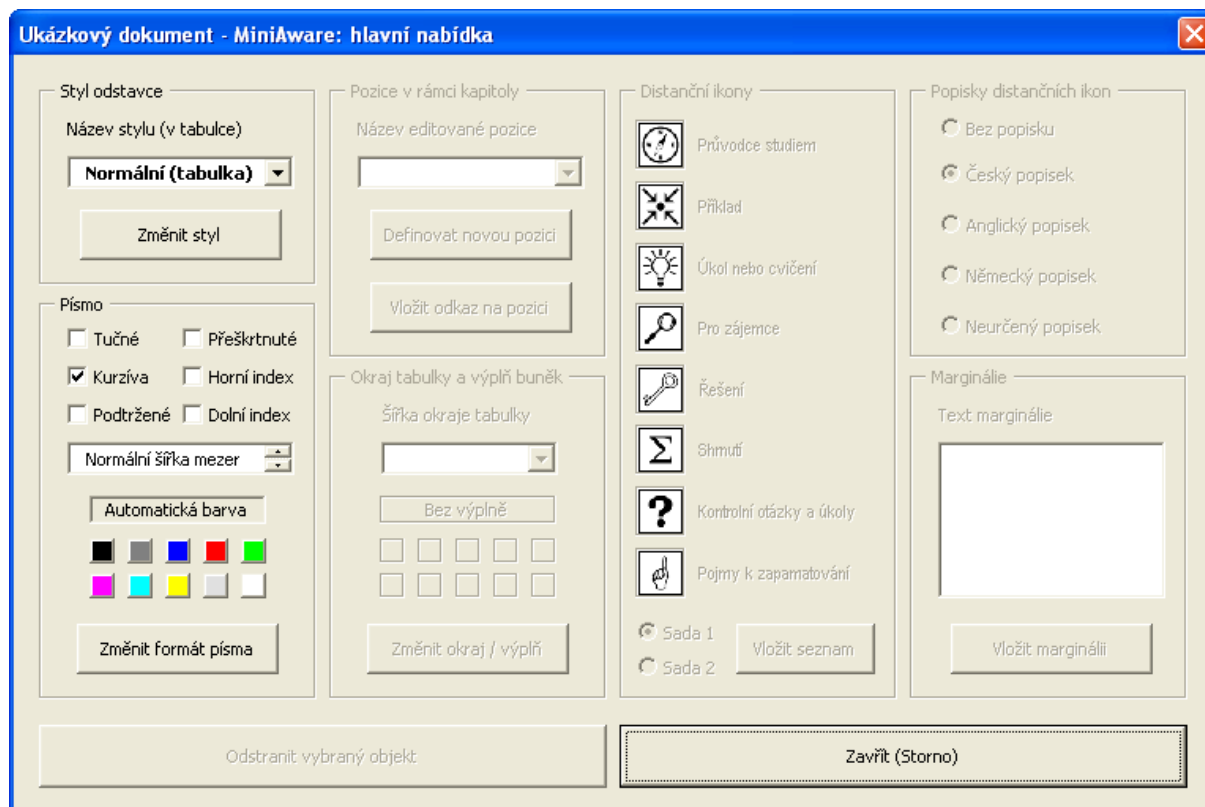 Ukázkový dokument - MiniAware: hlavní nabídka
Styl odstavce
Název stylu (v tabulce)
Normální (tabulka)
Změnit styl
Písmo
Tučné
Přeškrtnuté
Kurzíva
Horní index
Podtržené
Dolní index
Normální šířka mezer
Automatická barva
Změnit formát písma
Pozice v rámci kapitoly
Název editované pozice
Definovat novou pozici
Vložit odkaz na pozici
Okraj tabulky a výplň buněk
Šířka okraje tabulky
Bez výplně
Změnit okraj / výplň
Distanční ikony
Průvodce studiem
Příklad
Úkol nebo cvičení
Pro zájemce
Řešení
Σ
Shrnutí
?
Kontrolní otázky a úkoly
Pojmy k zapamatování
Sada 1
Sada 2
Vložit seznam
Popisky distančních ikon
Bez popisku
Český popisek
Anglický popisek
Německý popisek
Neurčený popisek
Marginálie
Text marginálie
Vložit marginálii
Odstranit vybraný objekt
Zavřít (Storno)